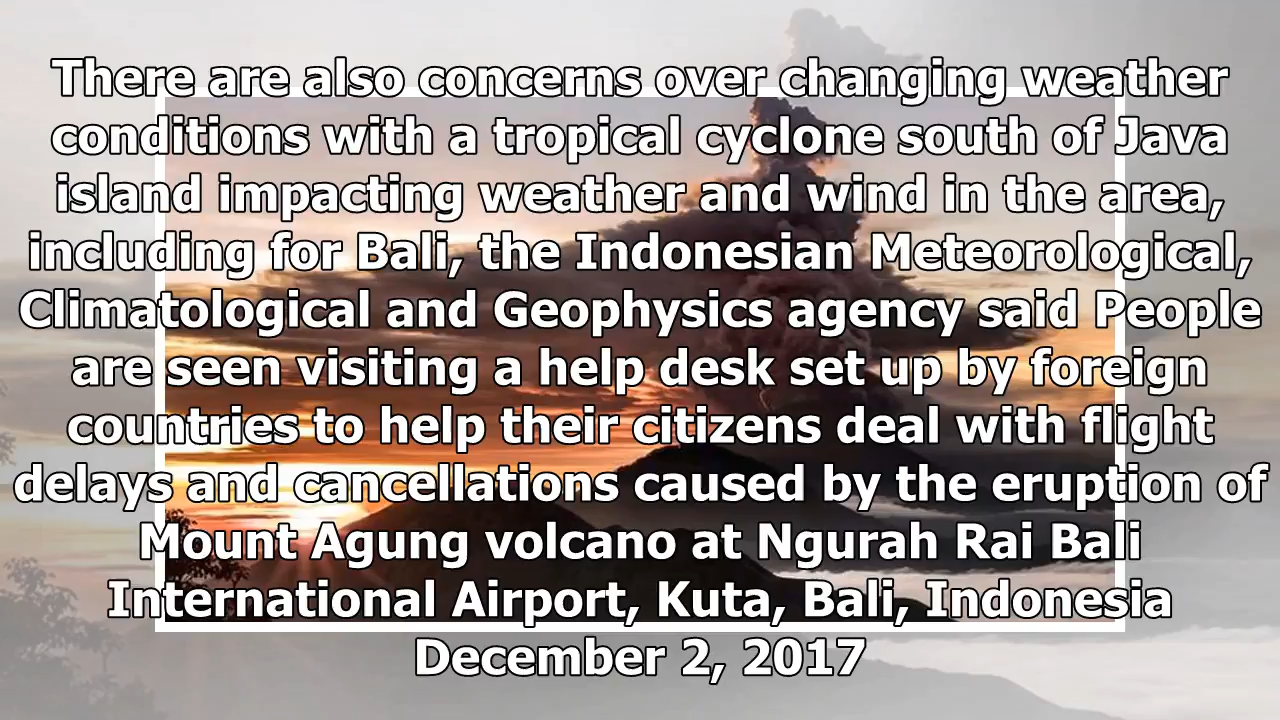 There are also concerns over changing weather
conditions with a tropical cyclone south of Java
island impacting weather and wind in the area,
including for Bali, the Indonesian Meteorological,
Climatological and Geophysics agency said People
are seen visiting a help desk set up by foreign
countries to help their citizens deal with flight
delays and cancellations caused by the eruption of
Mount Agung volcano at Ngurah Rai Bali
International Airport, Kuta, Bali, Indonesia
December 2, 2017